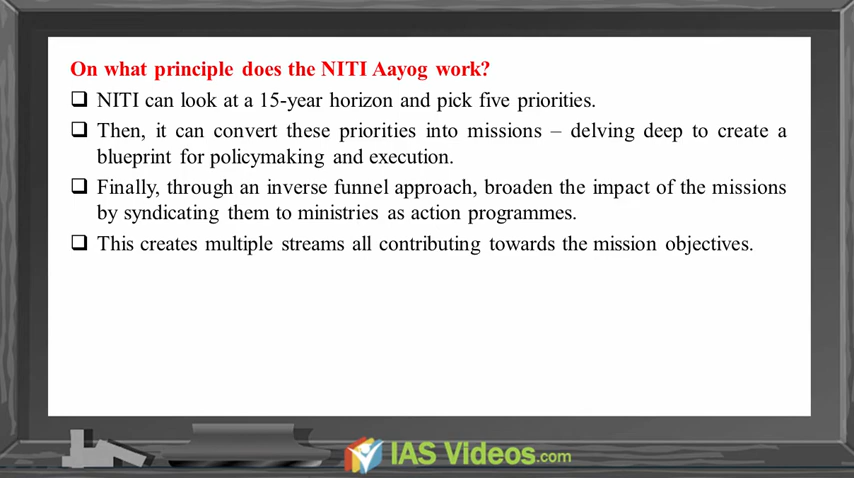 On what principle does the NITI Aayog work?
❑ NITI can look at a 15-year horizon and pick five priorities.
❑ Then, it can convert these priorities into missions – delving deep to create a
blueprint for policymaking and execution.
❑ Finally, through an inverse funnel approach, broaden the impact of the missions
by syndicating them to ministries as action programmes.
❑ This creates multiple streams all contributing towards the mission objectives.
IAS Videos.com